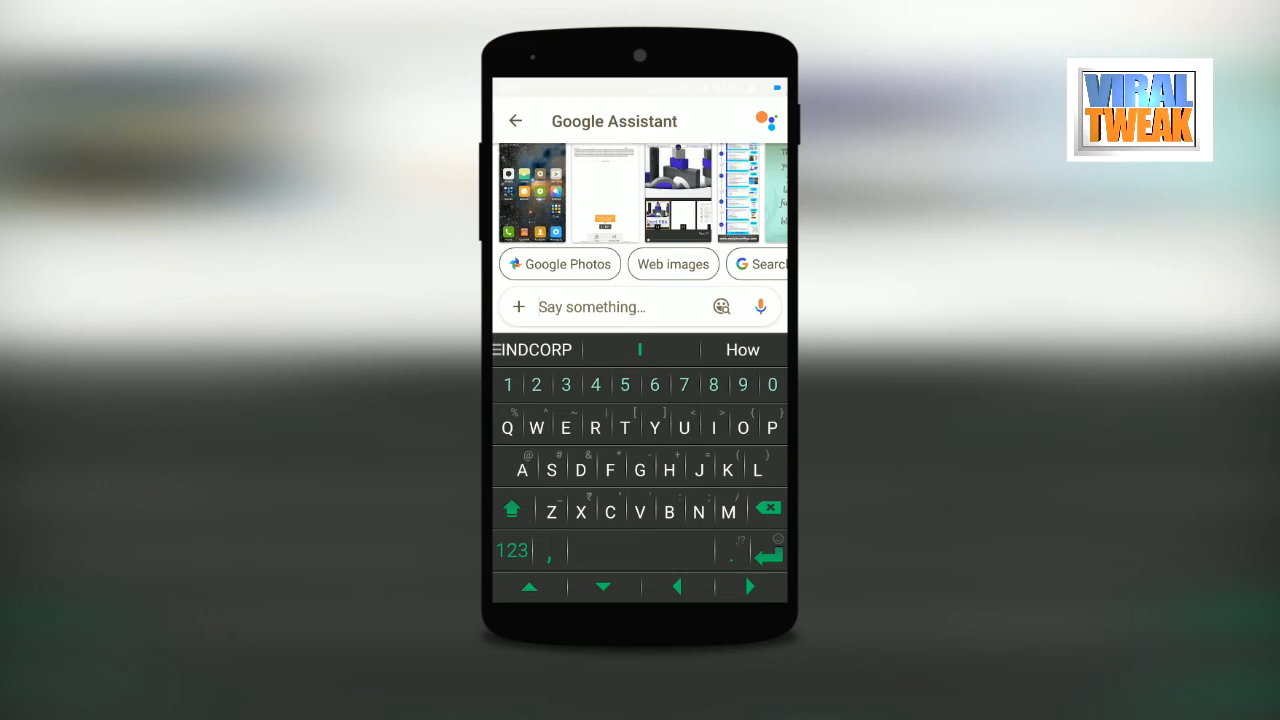 VIRAL
TWEAK
Google Assistant
Google Photos
Web images
Search
Say something...
INDCORP I How
1 2 3 4 5 6 7 8 9 0
% ^ ~ | [ ] < > { }
Q W E R T Y U I O P
@ # & * - + = ( )
A S D F G H J K L
_ ₹ " ' : ; /
Z X C V B N M
123 , . !?